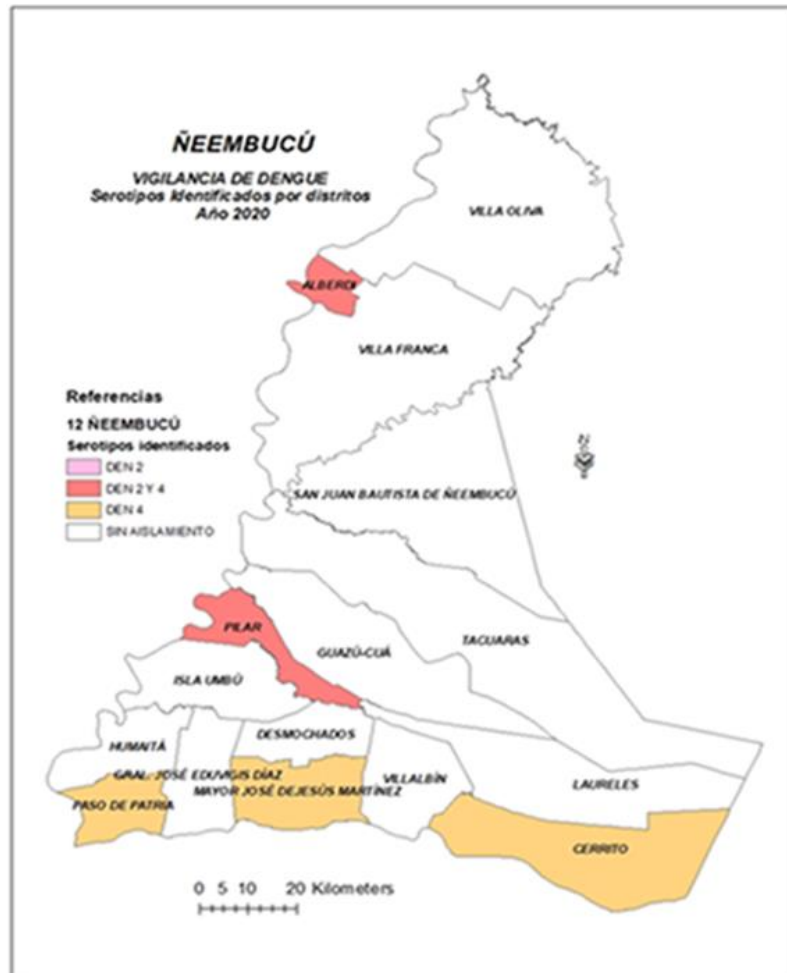 ÑEEMBUCÚ
VIGILANCIA DE DENGUE
Serotipos Identificados por distritos
Año 2020
VILLA OLIVA
ALBERDI
VILLA FRANCA
Referencias
12 ÑEEMBUCÚ
Serotipos identificados
DEN 2
DEN 2 Y 4
DEN 4
SIN AISLAMIENTO
SAN JUAN BAUTISTA DE ÑEEMBUCÚ
PILAR
GUAZÚ-CUÁ
TACUARAS
ISLA UMBÚ
DESMOCHADOS
HUMAITÁ
GRAL. JOSÉ EDUVIGIS DÍAZ
VILLALBÍN
LAURELES
PASO DE PATRIA
MAYOR JOSÉ DEJESÚS MARTÍNEZ
CERRITO
0 5 10 20 Kilometers